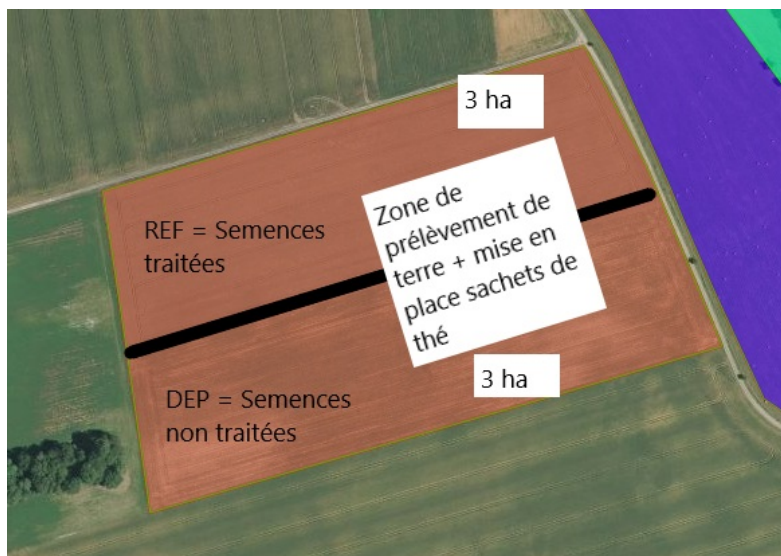 3 ha
Zone de
prélèvement de
terre + mise en
place sachets de
thé
REF = Semences
traitées
3 ha
DEP = Semences
non traitées